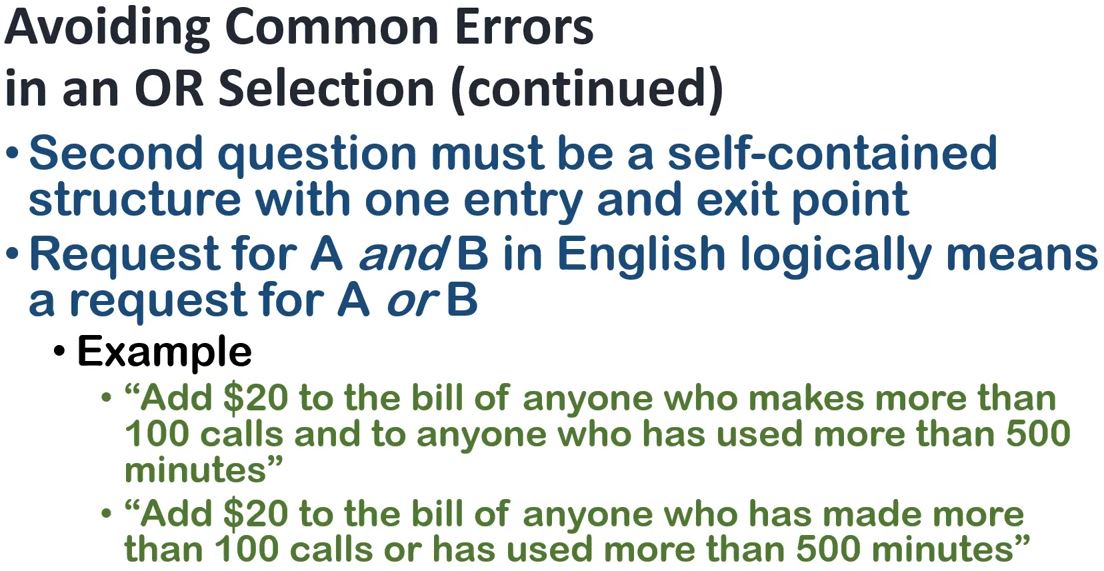 Avoiding Common Errors
in an OR Selection (continued)
• Second question must be a self-contained
structure with one entry and exit point
• Request for A and B in English logically means
a request for A or B
• Example
• “Add $20 to the bill of anyone who makes more than
100 calls and to anyone who has used more than 500
minutes”
• “Add $20 to the bill of anyone who has made more
than 100 calls or has used more than 500 minutes”